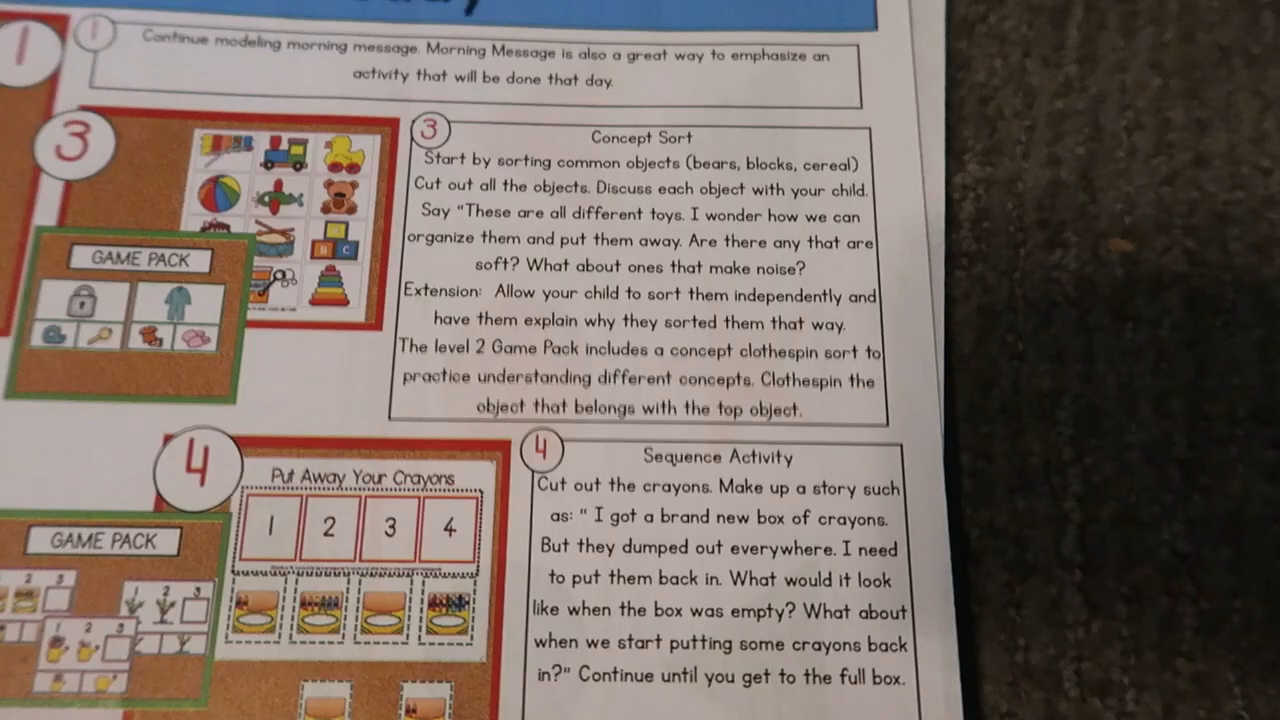 1
1
Continue modeling morning message. Morning Message is also a great way to emphasize an
activity that will be done that day.
3
3
Concept Sort
Start by sorting common objects (bears, blocks, cereal)
Cut out all the objects. Discuss each object with your child.
Say "These are all different toys. I wonder how we can
organize them and put them away. Are there any that are
soft? What about ones that make noise?
Extension: Allow your child to sort them independently and
have them explain why they sorted them that way.
The level 2 Game Pack includes a concept clothespin sort to
practice understanding different concepts. Clothespin the
object that belongs with the top object.
B C
GAME PACK
4
4
Put Away Your Crayons
1 2 3 4
Sequence Activity
Cut out the crayons. Make up a story such
as: " I got a brand new box of crayons.
But they dumped out everywhere. I need
to put them back in. What would it look
like when the box was empty? What about
when we start putting some crayons back
in?" Continue until you get to the full box.
GAME PACK
2 3
1 2 3
1 2 3